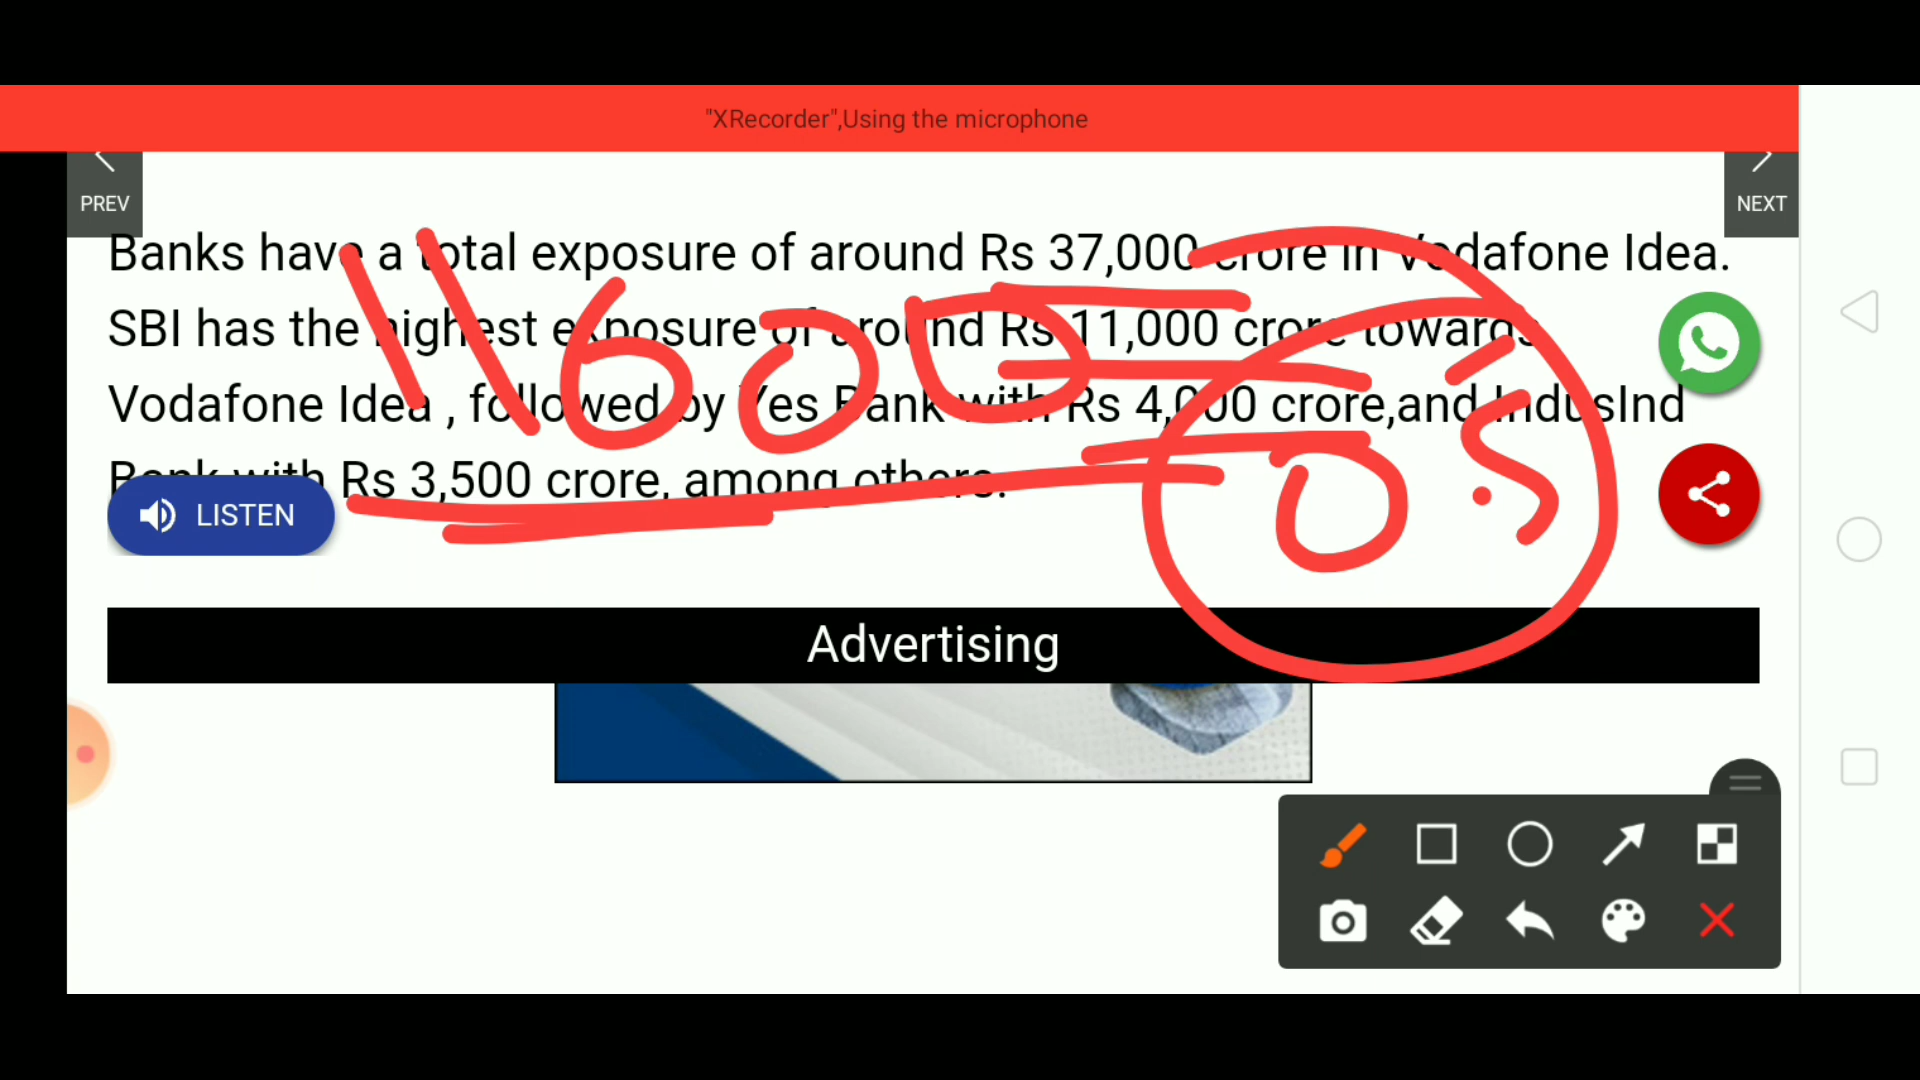 "XRecorder",Using the microphone
PREV
NEXT
Banks have a total exposure of around Rs 37,000 crore in Vodafone Idea.
SBI has the highest exposure of around Rs 11,000 crore towards
Vodafone Idea , followed by Yes Bank with Rs 4,000 crore,and IndusInd
Bank with Rs 3,500 crore, among others.
11600
0.5
LISTEN
Advertising